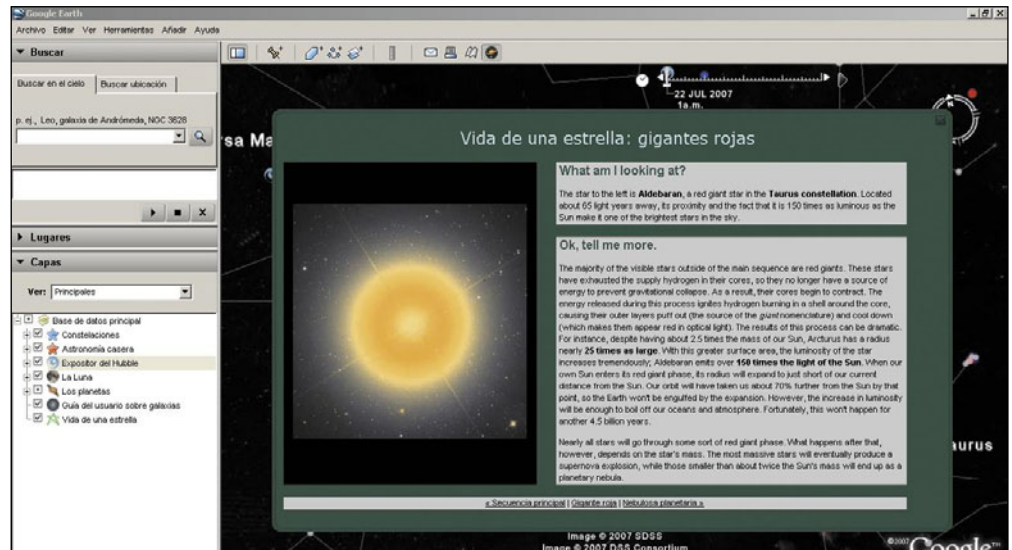 Google Earth
Archivo Editar Ver Herramientas Añadir Ayuda
Buscar
Buscar en el cielo Buscar ubicación
p. ej., Leo, galaxia de Andrómeda, NGC 3628
Lugares
Capas
Ver: Principales
Base de datos principal
Constelaciones
Astronomía casera
Expositor del Hubble
La Luna
Los planetas
Guía del usuario sobre galaxias
Vida de una estrella
22 JUL 2007
1a.m.
sa Ma
Vida de una estrella: gigantes rojas
What am I looking at?
The star to the left is Aldebaran, a red giant star in the Taurus constellation. Located
about 65 light years away, its proximity and the fact that it is 150 times as luminous as the
Sun make it one of the brightest stars in the sky.
Ok, tell me more.
The majority of the visible stars outside of the main sequence are red giants. These stars
have exhausted the supply hydrogen in their cores, so they no longer have a source of
energy to prevent gravitational collapse. As a result, their cores begin to contract. The
energy released during this process ignites hydrogen burning in a shell around the core,
causing their outer layers puff out (the source of the giant nomenclature) and cool down
(which makes them appear red in optical light). The results of this process can be dramatic.
For instance, despite having about 2.5 times the mass of our Sun, Arcturus has a radius
nearly 25 times as large. With this greater surface area, the luminosity of the star
increases tremendously; Aldebaran emits over 150 times the light of the Sun. When our
own Sun enters its red giant phase, its radius will expand to just short of our current
distance from the Sun. Our orbit will have taken us about 70% further from the Sun by that
point, so the Earth won't be engulfed by the expansion. However, the increase in luminosity
will be enough to boil off our oceans and atmosphere. Fortunately, this won't happen for
another 4.5 billion years.
Nearly all stars will go through some sort of red giant phase. What happens after that,
however, depends on the star's mass. The most massive stars will eventually produce a
supernova explosion, while those smaller than about twice the Sun's mass will end up as a
planetary nebula.
« Secuencia principal | Gigante roja | Nebulosa planetaria »
aurus
Image © 2007 SDSS
Image © 2007 DSS Consortium
©2007 Google™